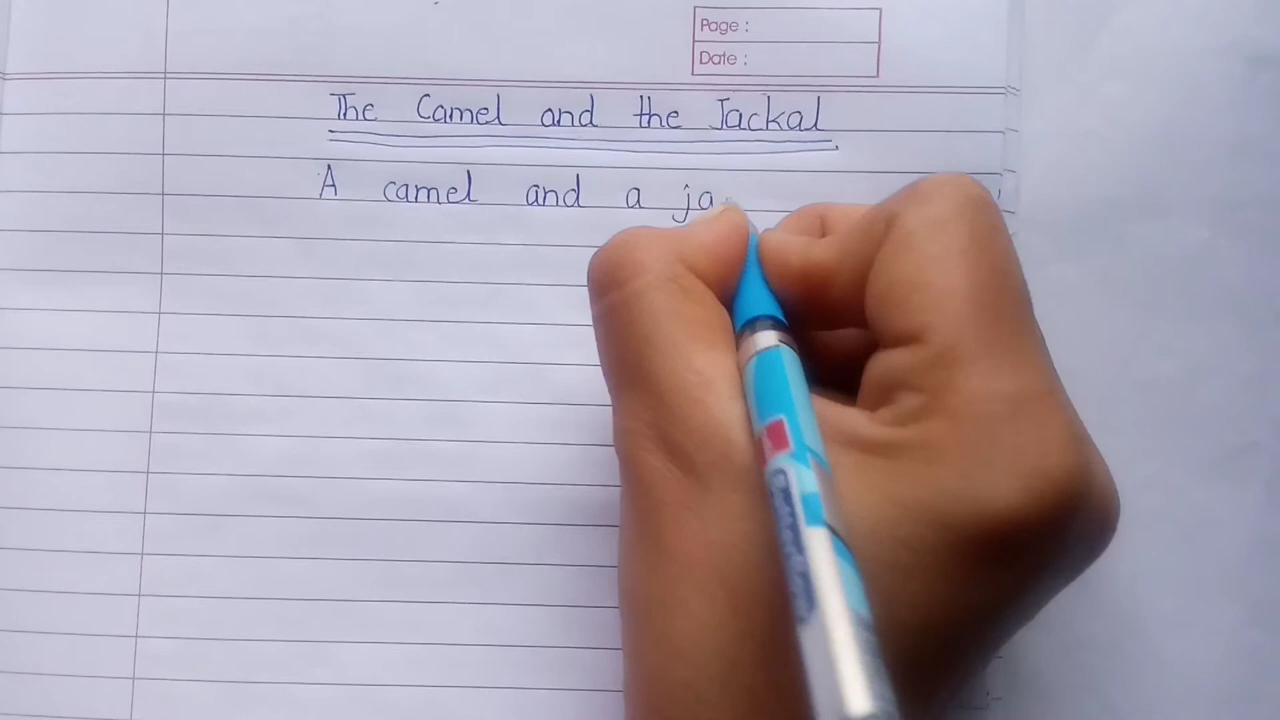 Page :
Date :
The Camel and the Jackal
A camel and a ja